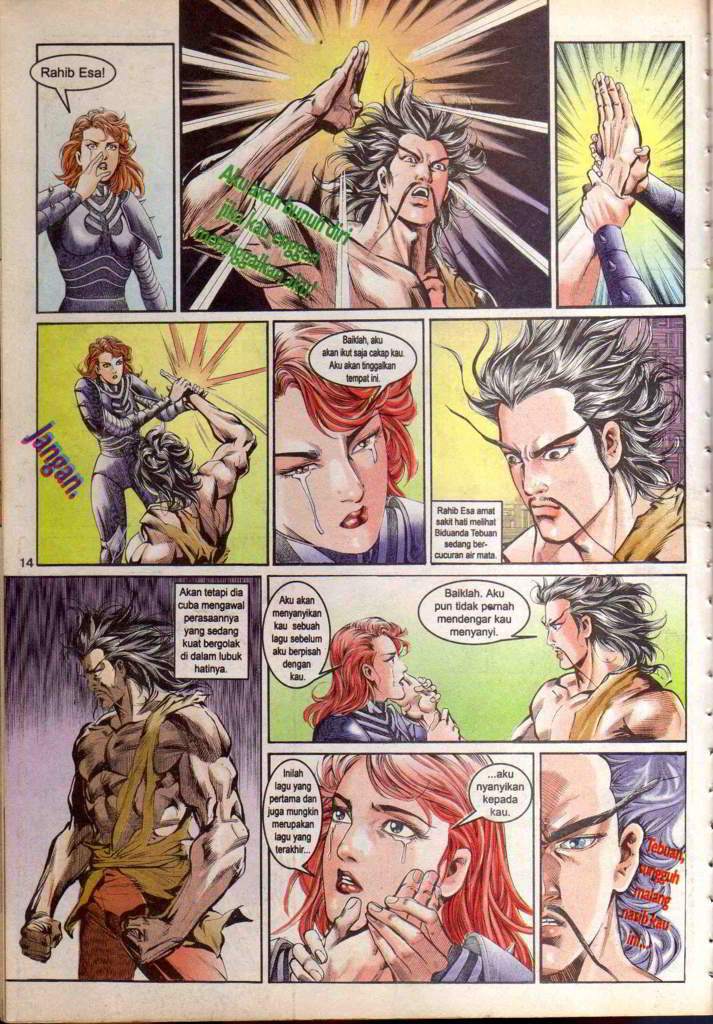 Rahib Esa!
Aku akan bunuh diri
jika kau enggan
meninggalkan aku!
Jangan.
Baiklah, aku
akan ikut saja cakap kau.
Aku akan tinggalkan
tempat ini.
Rahib Esa amat
sakit hati melihat
Biduanda Tebuan
sedang ber-
cucuran air mata.
14
Akan tetapi dia
cuba mengawal
perasaannya
yang sedang
kuat bergolak
di dalam lubuk
hatinya.
Aku akan
menyanyikan
kau sebuah
lagu sebelum
aku berpisah
dengan
kau.
Baiklah. Aku
pun tidak pernah
mendengar kau
menyanyi.
Inilah
lagu yang
pertama dan
juga mungkin
merupakan
lagu yang
terakhir...
...aku
nyanyikan
kepada
kau.
Tebuan,
sungguh
malang
nasib kau
ini...